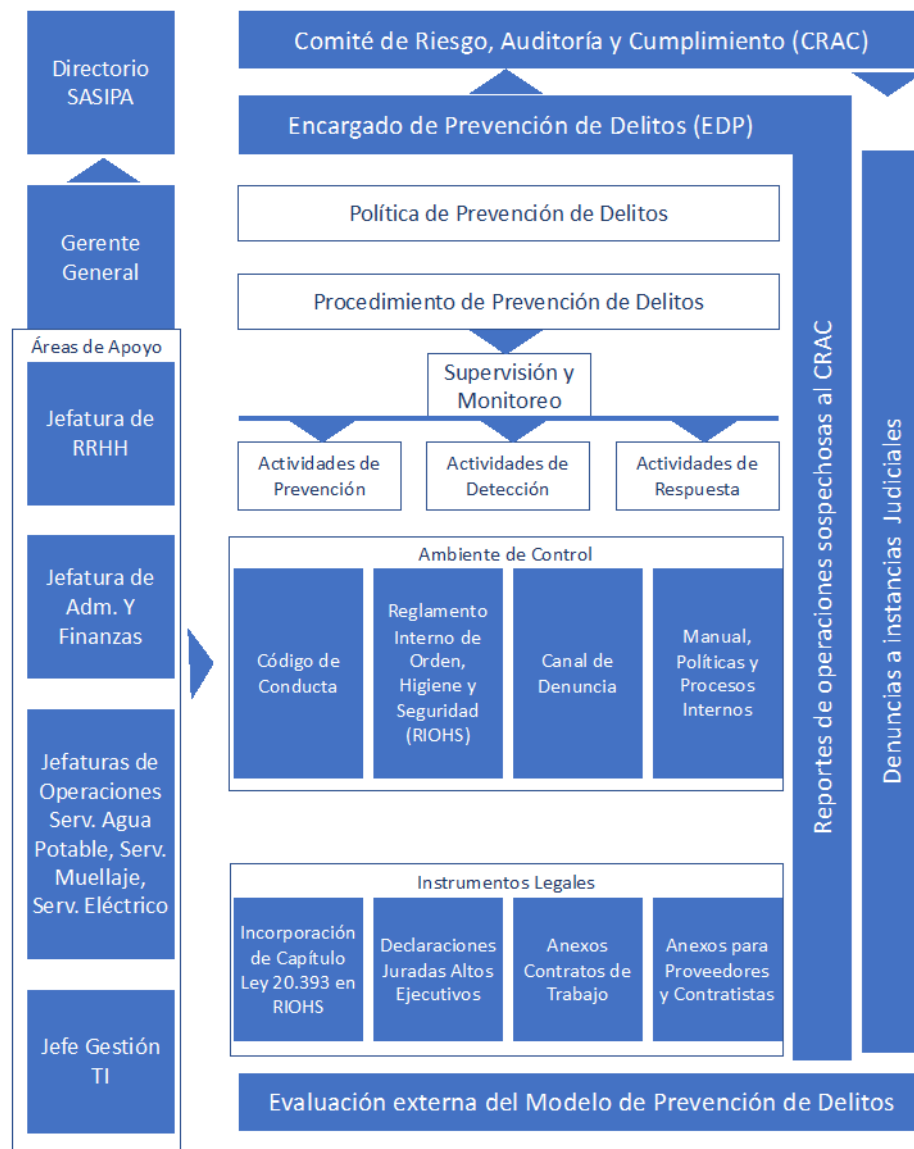 Directorio
SASIPA
Gerente
General
Áreas de Apoyo
Jefatura de
RRHH
Jefatura de
Adm. Y
Finanzas
Jefaturas de
Operaciones
Serv. Agua
Potable, Serv.
Muellaje,
Serv. Eléctrico
Jefe Gestión
TI
Comité de Riesgo, Auditoría y Cumplimiento (CRAC)
Encargado de Prevención de Delitos (EDP)
Política de Prevención de Delitos
Procedimiento de Prevención de Delitos
Supervisión y
Monitoreo
Actividades de
Prevención
Actividades de
Detección
Actividades de
Respuesta
Ambiente de Control
Código de
Conducta
Reglamento
Interno de
Orden,
Higiene y
Seguridad
(RIOHS)
Canal de
Denuncia
Manual,
Políticas y
Procesos
Internos
Instrumentos Legales
Incorporación
de Capítulo
Ley 20.393 en
RIOHS
Declaraciones
Juradas Altos
Ejecutivos
Anexos
Contratos de
Trabajo
Anexos para
Proveedores
y Contratistas
Reportes de operaciones sospechosas al CRAC
Denuncias a instancias Judiciales
Evaluación externa del Modelo de Prevención de Delitos